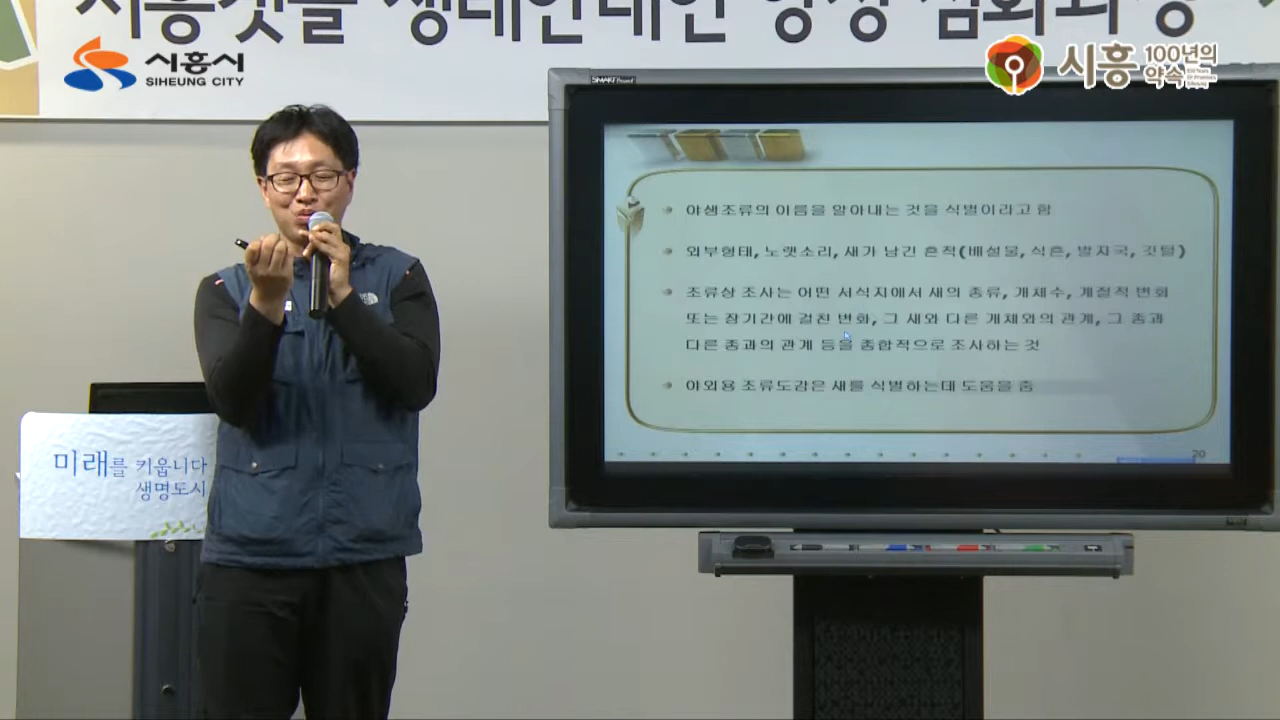 시흥갯벌 생태안내인 양성 심화과정
시흥시
SIHEUNG CITY
시흥 100년의
약속
SMART Board
야생조류의 이름을 알아내는 것을 식별이라고 함
외부형태, 노랫소리, 새가 남긴 흔적(배설물, 식흔, 발자국, 깃털)
조류상 조사는 어떤 서식지에서 새의 종류, 개체수, 계절적 변화
또는 장기간에 걸친 변화, 그 새와 다른 개체와의 관계, 그 종과
다른 종과의 관계 등을 종합적으로 조사하는 것
야외용 조류도감은 새를 식별하는데 도움을 줌
20
미래를 키웁니다
생명도시